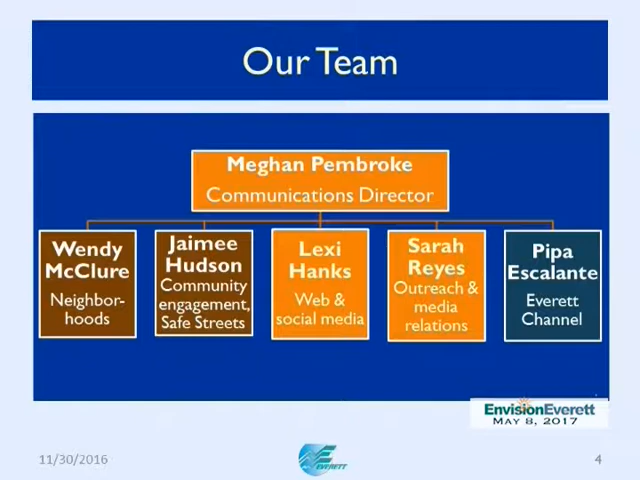 Our Team
Meghan Pembroke
Communications Director
Wendy
McClure
Neighbor-
hoods
Jaimee
Hudson
Community
engagement,
Safe Streets
Lexi
Hanks
Web &
social media
Sarah
Reyes
Outreach &
media
relations
Pipa
Escalante
Everett
Channel
EnvisionEverett
MAY 8, 2017
11/30/2016
EVERETT
4